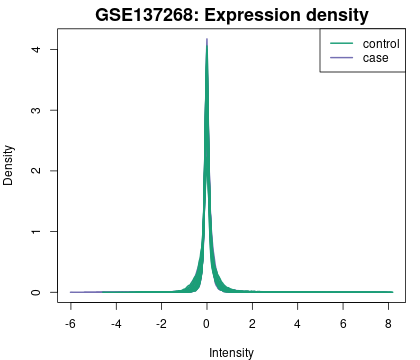 GSE137268: Expression density
control
case
Density
4
3
2
1
0
-6 -4 -2 0 2 4 6 8
Intensity